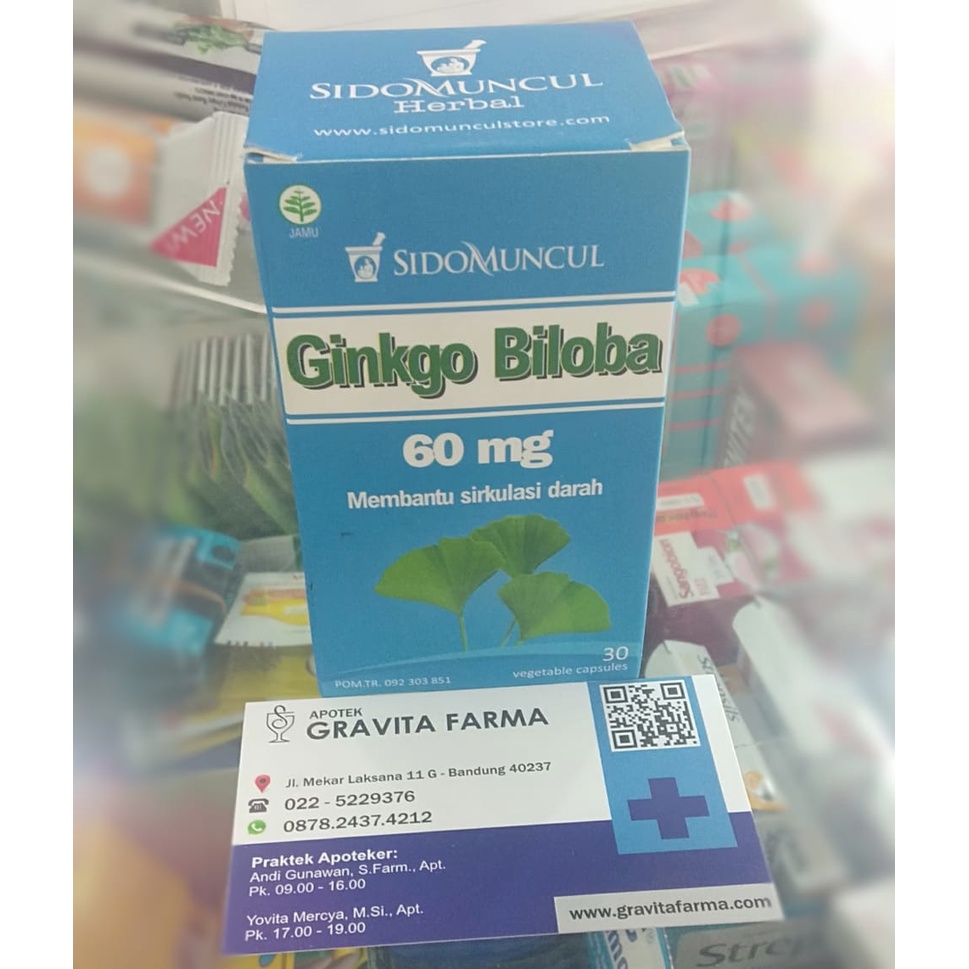 SIDOMUNCUL
Herbal
www.sidomunculstore.com
JAMU
SIDOMUNCUL
Ginkgo Biloba
60 mg
Membantu sirkulasi darah
30
vegetable capsules
POM.TR. 092 303 851
NEW
Sangobion
APOTEK
GRAVITA FARMA
Jl. Mekar Laksana 11 G - Bandung 40237
022 - 5229376
0878.2437.4212
Praktek Apoteker:
Andi Gunawan, S.Farm., Apt.
Pk. 09.00 - 16.00
Yovita Mercya, M.Si., Apt.
Pk. 17.00 - 19.00
www.gravitafarma.com